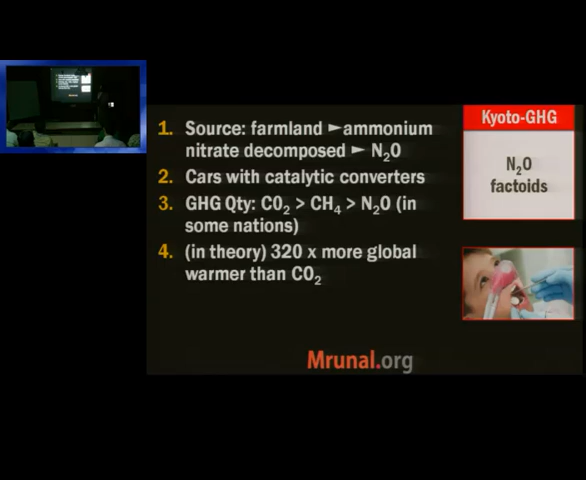 Kyoto-GHG
1. Source: farmland ►ammonium
nitrate decomposed ► N₂O
2. Cars with catalytic converters
3. GHG Qty: CO₂ > CH₄ > N₂O (in
some nations)
4. (in theory) 320 x more global
warmer than CO₂
N₂O
factoids
Mrunal.org